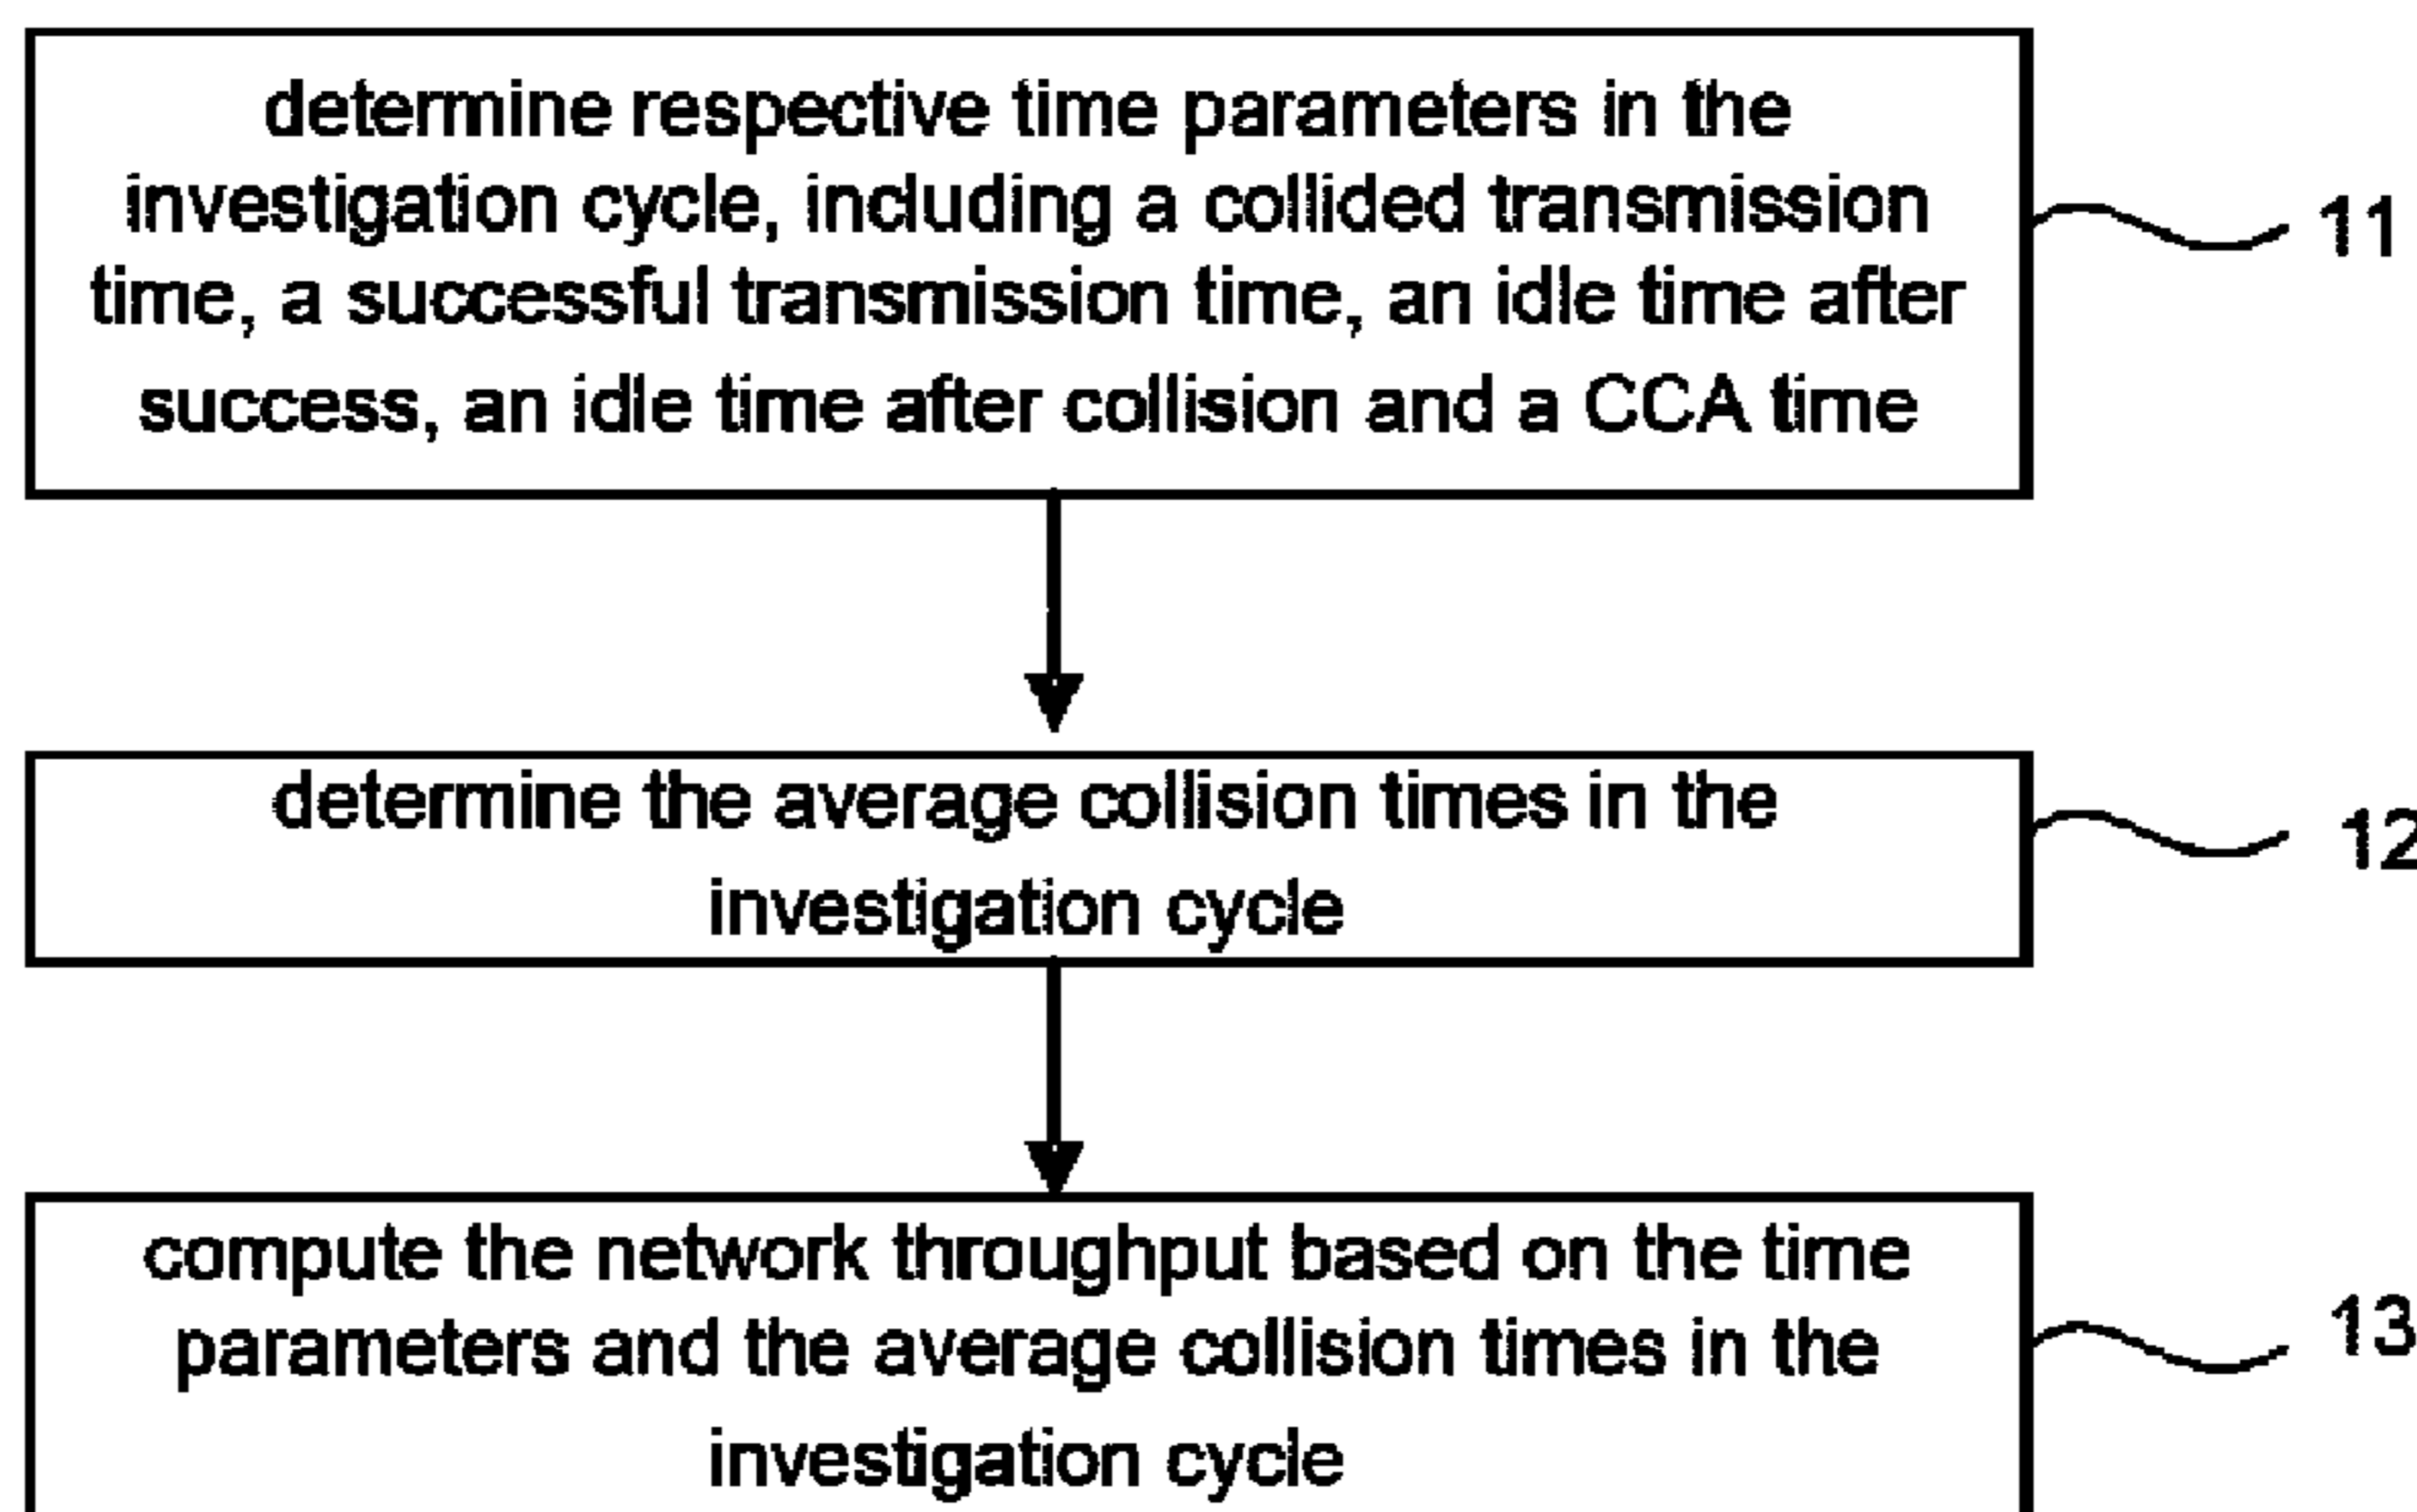 determine respective time parameters in the
investigation cycle, including a collided transmission
time, a successful transmission time, an idle time after
success, an idle time after collision and a CCA time
11
determine the average collision times in the
investigation cycle
12
compute the network throughput based on the time
parameters and the average collision times in the
investigation cycle
13